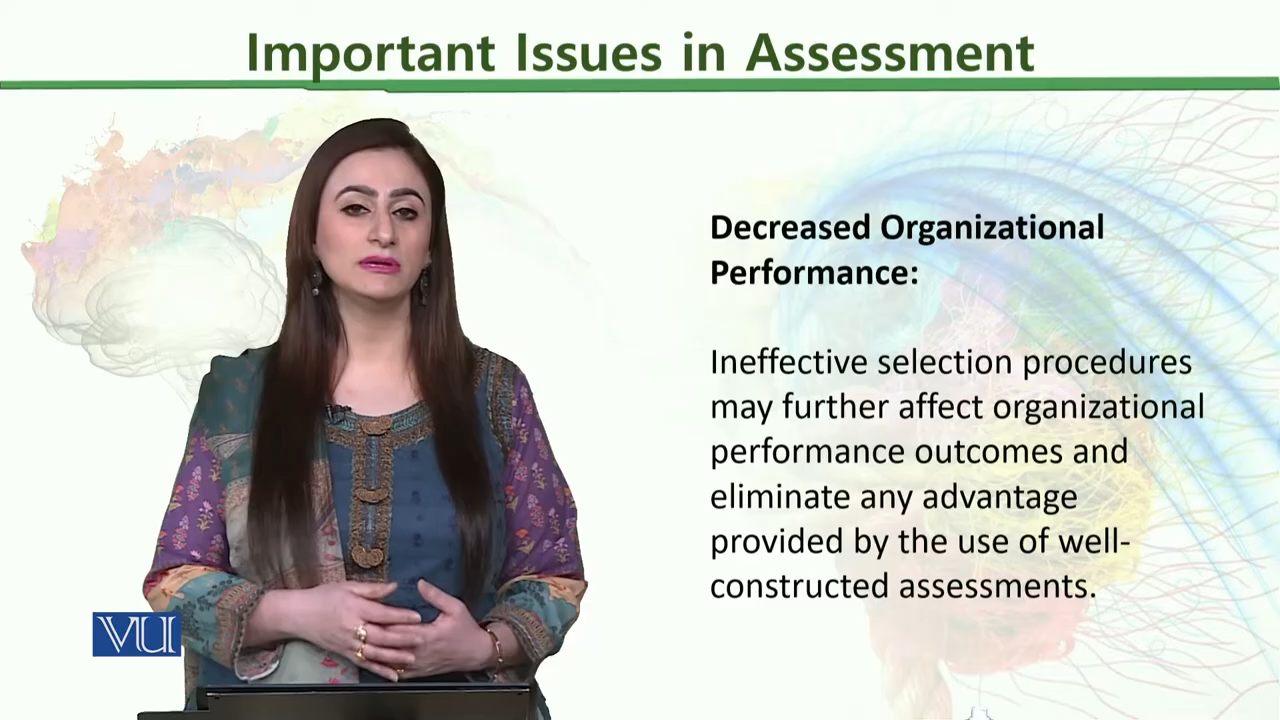 Important Issues in Assessment
Decreased Organizational
Performance:
Ineffective selection procedures
may further affect organizational
performance outcomes and
eliminate any advantage
provided by the use of well-
constructed assessments.
VU